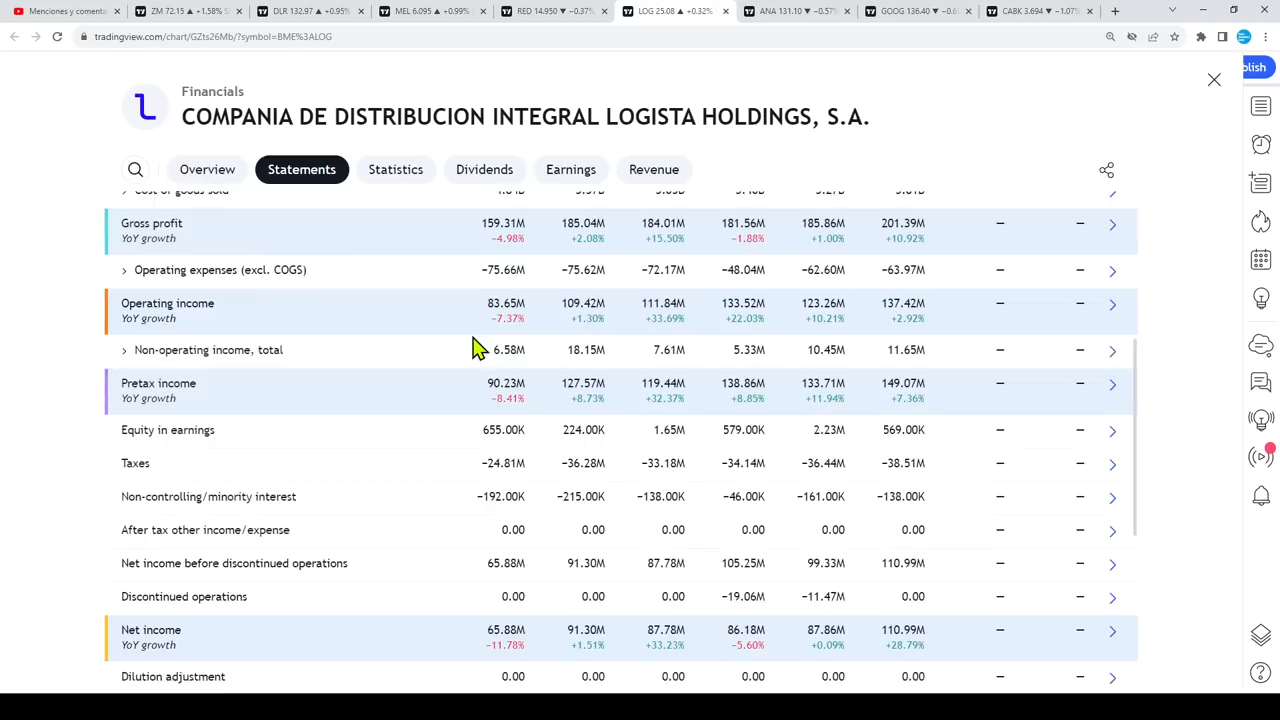 Menciones y comenta
ZM 72.15 ▲ +1.58% S
DLR 132.97 ▲ +0.95%
MEL 6.095 ▲ +0.99%
RED 14.950 ▼ −0.37%
LOG 25.08 ▲ +0.32%
ANA 131.10 ▼ −0.57%
GOOG 136.40 ▼ −0.6
CABK 3.694 ▼ −1.07%
tradingview.com/chart/GZts26Mb/?symbol=BME%3ALOG
blish
Financials
COMPANIA DE DISTRIBUCION INTEGRAL LOGISTA HOLDINGS, S.A.
Overview Statements Statistics Dividends Earnings Revenue
Cost of goods sold
Gross profit 159.31M 185.04M 184.01M 181.56M 185.86M 201.39M — —
YoY growth −4.98% +2.08% +15.50% −1.88% +1.00% +10.92%
Operating expenses (excl. COGS) −75.66M −75.62M −72.17M −48.04M −62.60M −63.97M — —
Operating income 83.65M 109.42M 111.84M 133.52M 123.26M 137.42M — —
YoY growth −7.37% +1.30% +33.69% +22.03% +10.21% +2.92%
Non-operating income, total 6.58M 18.15M 7.61M 5.33M 10.45M 11.65M — —
Pretax income 90.23M 127.57M 119.44M 138.86M 133.71M 149.07M — —
YoY growth −8.41% +8.73% +32.37% +8.85% +11.94% +7.36%
Equity in earnings 655.00K 224.00K 1.65M 579.00K 2.23M 569.00K — —
Taxes −24.81M −36.28M −33.18M −34.14M −36.44M −38.51M — —
Non-controlling/minority interest −192.00K −215.00K −138.00K −46.00K −161.00K −138.00K — —
After tax other income/expense 0.00 0.00 0.00 0.00 0.00 0.00 — —
Net income before discontinued operations 65.88M 91.30M 87.78M 105.25M 99.33M 110.99M — —
Discontinued operations 0.00 0.00 0.00 −19.06M −11.47M 0.00 — —
Net income 65.88M 91.30M 87.78M 86.18M 87.86M 110.99M — —
YoY growth −11.78% +1.51% +33.23% −5.60% +0.09% +28.79%
Dilution adjustment 0.00 0.00 0.00 0.00 0.00 0.00 — —